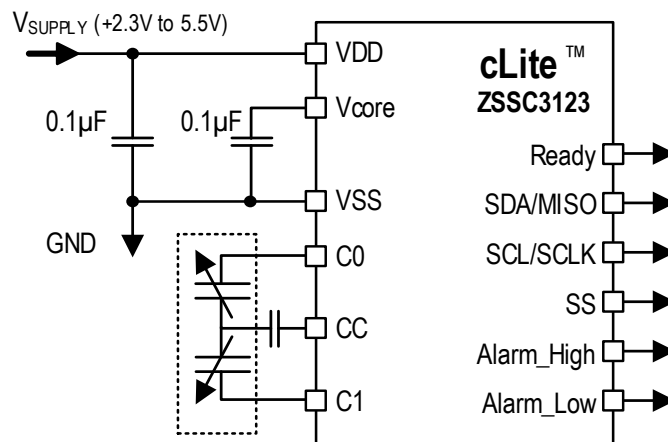 VSUPPLY (+2.3V to 5.5V)
VDD
cLite™
ZSSC3123
Vcore
0.1µF
0.1µF
Ready
VSS
SDA/MISO
GND
C0
SCL/SCLK
SS
CC
Alarm_High
C1
Alarm_Low